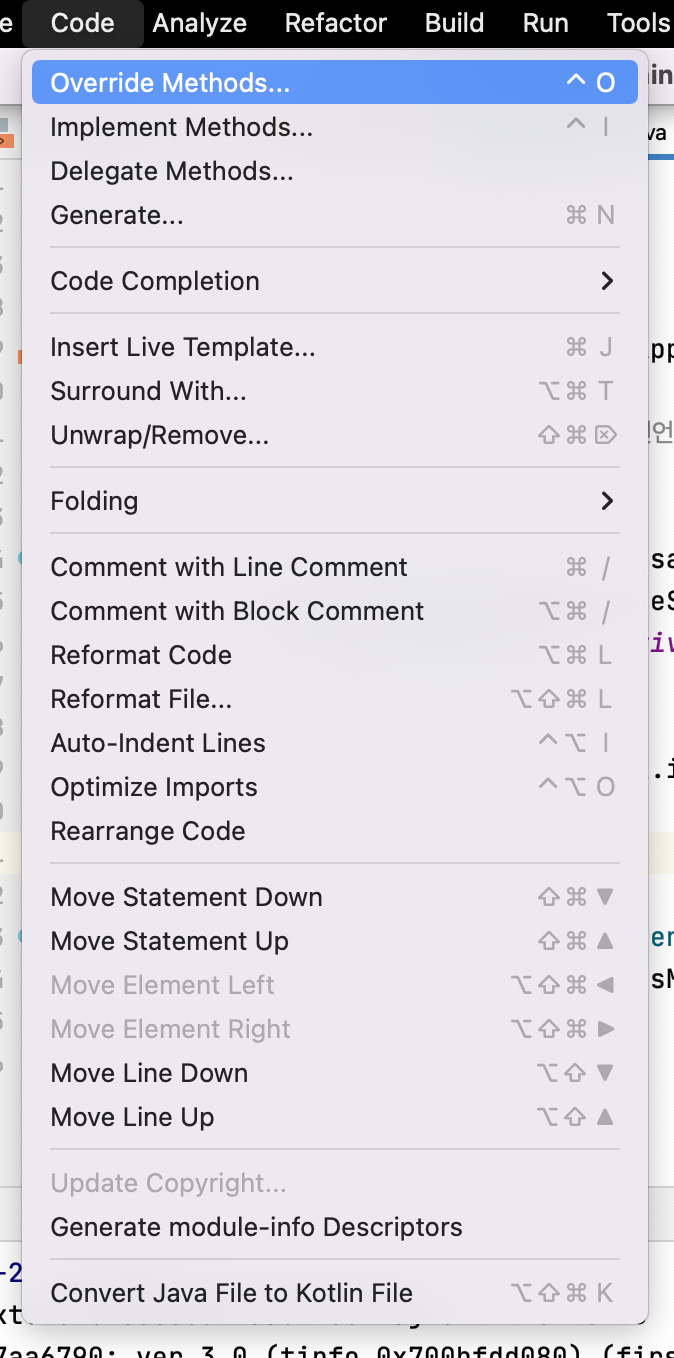 Code Analyze Refactor Build Run Tools
Override Methods... ^ O
Implement Methods... ^ I
Delegate Methods...
Generate... ⌘ N
Code Completion >
Insert Live Template... ⌘ J
Surround With... ⌥⌘ T
Unwrap/Remove... ⇧⌘⌦
Folding >
Comment with Line Comment ⌘ /
Comment with Block Comment ⌥⌘ /
Reformat Code ⌥⌘ L
Reformat File... ⌥⇧⌘ L
Auto-Indent Lines ^⌥ I
Optimize Imports ^⌥ O
Rearrange Code
Move Statement Down ⇧⌘▼
Move Statement Up ⇧⌘▲
Move Element Left ⌥⇧⌘◀
Move Element Right ⌥⇧⌘▶
Move Line Down ⌥⇧▼
Move Line Up ⌥⇧▲
Update Copyright...
Generate module-info Descriptors
Convert Java File to Kotlin File ⌥⇧⌘ K
7aa6790: ver 3.0 (tinfo 0x700bfdd080) (firs